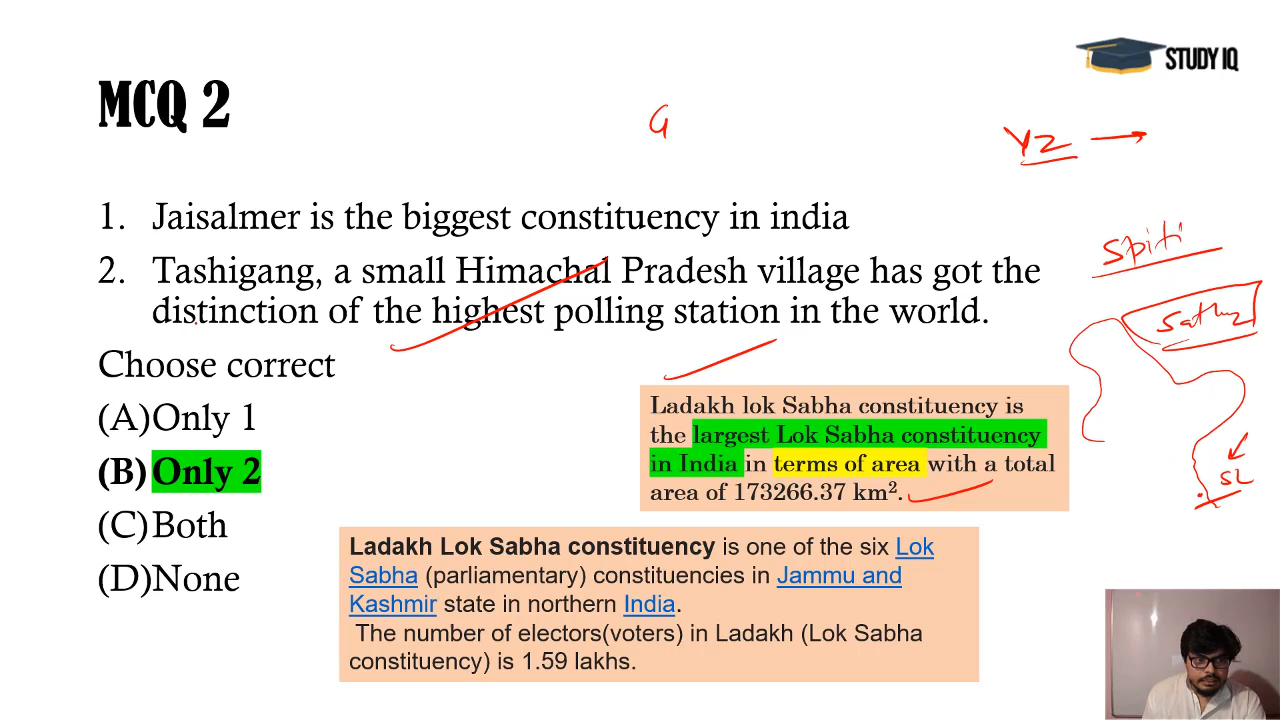 STUDY IQ
MCQ 2
G
YZ
1. Jaisalmer is the biggest constituency in india
2. Tashigang, a small Himachal Pradesh village has got the
distinction of the highest polling station in the world.
Spiti
Choose correct
(A)Only 1
(B)Only 2
(C)Both
(D)None
Ladakh lok Sabha constituency is
the largest Lok Sabha constituency
in India in terms of area with a total
area of 173266.37 km².
SL
Ladakh Lok Sabha constituency is one of the six Lok
Sabha (parliamentary) constituencies in Jammu and
Kashmir state in northern India.
The number of electors(voters) in Ladakh (Lok Sabha
constituency) is 1.59 lakhs.